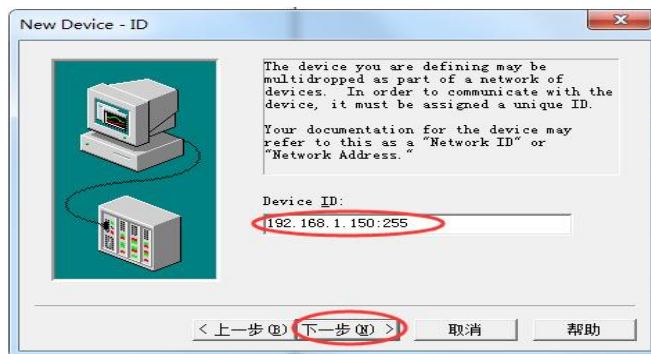 New Device - ID
The device you are defining may be
multidropped as part of a network of
devices.  In order to communicate with the
device, it must be assigned a unique ID.
Your documentation for the device may
refer to this as a "Network ID" or
"Network Address."
Device ID:
192.168.1.150:255
< 上一步(B) 下一步(N) > 取消 帮助